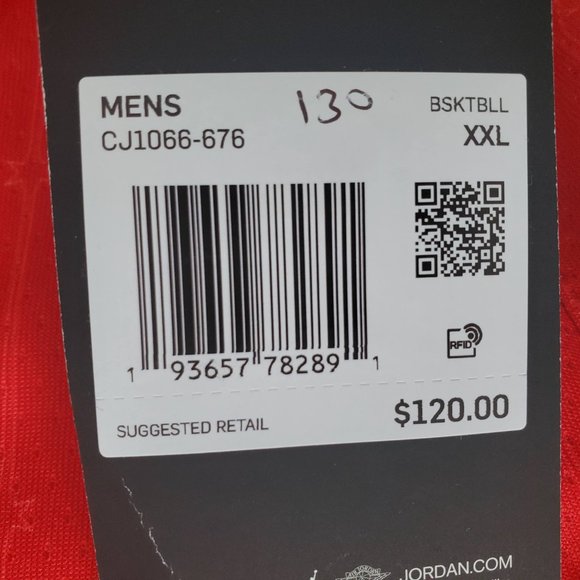 MENS 130 BSKTBLL
CJ1066-676 XXL
RFID
1 93657 78289 1
SUGGESTED RETAIL $120.00
JORDAN.COM